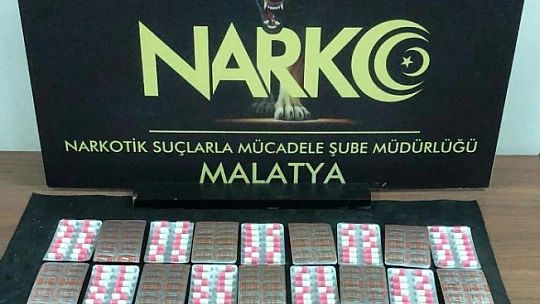 NARKO
NARKOTİK SUÇLARLA MÜCADELE ŞUBE MÜDÜRLÜĞÜ
MALATYA